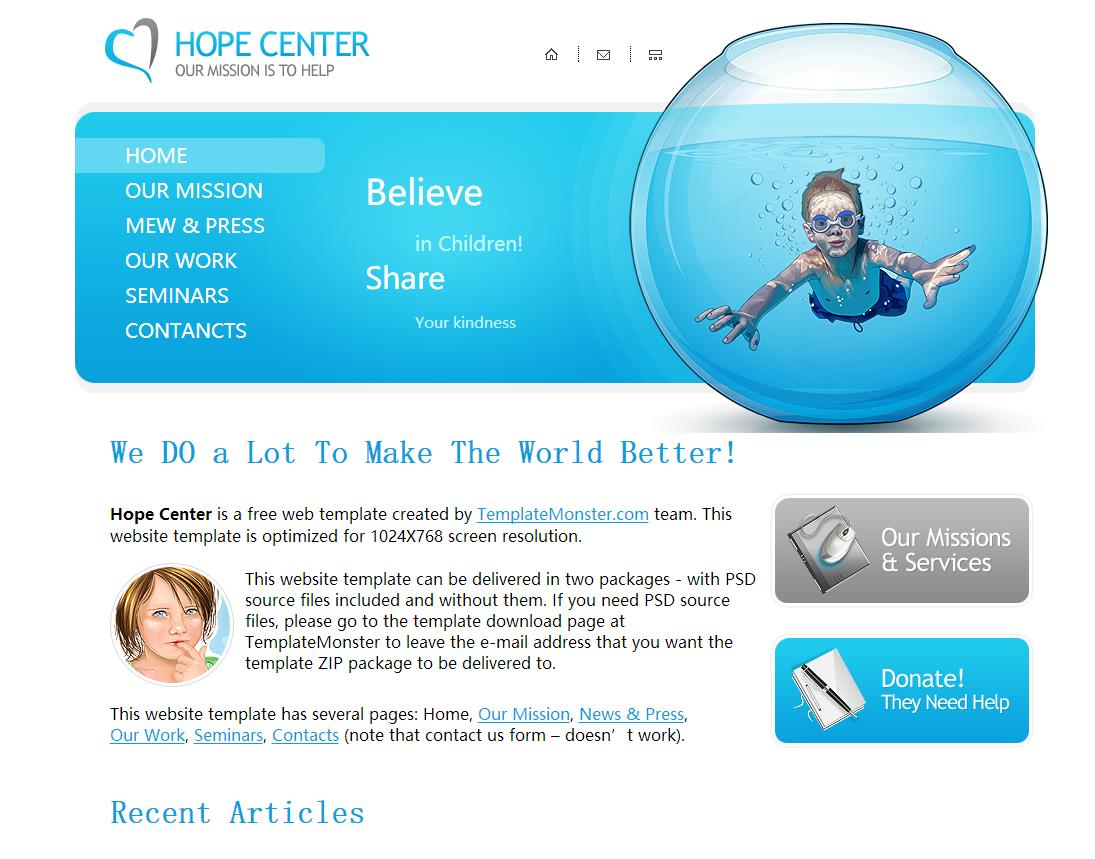 HOPE CENTER
OUR MISSION IS TO HELP
HOME
OUR MISSION
MEW & PRESS
OUR WORK
SEMINARS
CONTANCTS
Believe
in Children!
Share
Your kindness
We DO a Lot To Make The World Better!
Hope Center is a free web template created by TemplateMonster.com team. This
website template is optimized for 1024X768 screen resolution.
This website template can be delivered in two packages - with PSD
source files included and without them. If you need PSD source
files, please go to the template download page at
TemplateMonster to leave the e-mail address that you want the
template ZIP package to be delivered to.
This website template has several pages: Home, Our Mission, News & Press,
Our Work, Seminars, Contacts (note that contact us form – doesn’t work).
Our Missions
& Services
Donate!
They Need Help
Recent Articles